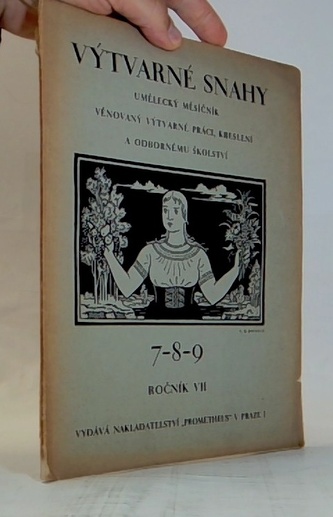 VÝTVARNÉ SNAHY
UMĚLECKÝ MĚSÍČNÍK
VĚNOVANÝ VÝTVARNÉ PRÁCI, KRESLENÍ
A ODBORNÉMU ŠKOLSTVÍ
7-8-9
ROČNÍK VII
VYDÁVÁ NAKLADATELSTVÍ „PROMETHEUS" V PRAZE I